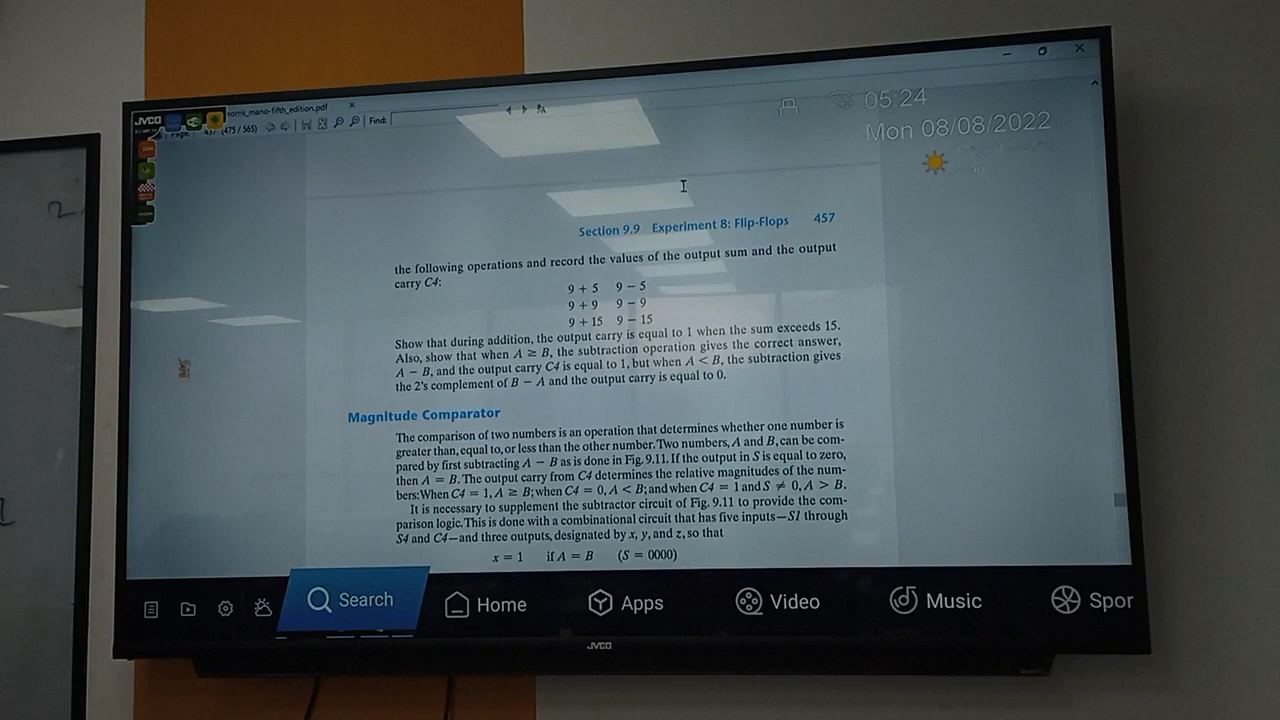 JVCO
norris_mano-fifth_edition.pdf
Page 457 (475 / 565)
Find:
05:24
Mon 08/08/2022
Section 9.9 Experiment 8: Flip-Flops 457
the following operations and record the values of the output sum and the output
carry C4:
9 + 5 9 − 5
9 + 9 9 − 9
9 + 15 9 − 15
Show that during addition, the output carry is equal to 1 when the sum exceeds 15.
Also, show that when A ≥ B, the subtraction operation gives the correct answer,
A − B, and the output carry C4 is equal to 1, but when A < B, the subtraction gives
the 2's complement of B − A and the output carry is equal to 0.
Magnitude Comparator
The comparison of two numbers is an operation that determines whether one number is
greater than, equal to, or less than the other number. Two numbers, A and B, can be com-
pared by first subtracting A − B as is done in Fig. 9.11. If the output in S is equal to zero,
then A = B. The output carry from C4 determines the relative magnitudes of the num-
bers: When C4 = 1, A ≥ B; when C4 = 0, A < B; and when C4 = 1 and S ≠ 0, A > B.
It is necessary to supplement the subtractor circuit of Fig. 9.11 to provide the com-
parison logic. This is done with a combinational circuit that has five inputs—S1 through
S4 and C4—and three outputs, designated by x, y, and z, so that
x = 1 if A = B (S = 0000)
Search
Home
Apps
Video
Music
Spor
JVCO